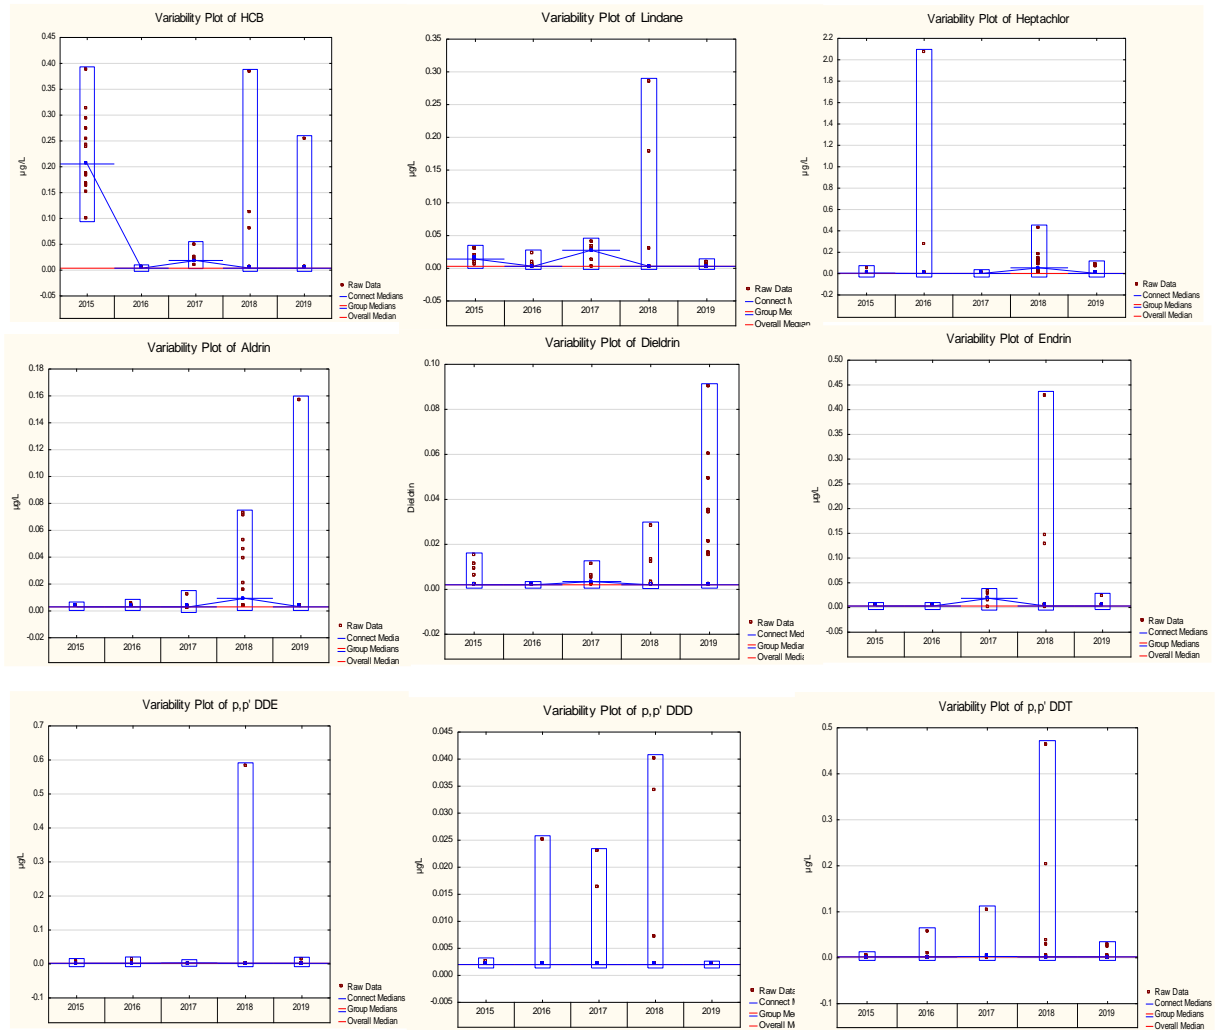 Variability Plot of HCB
0.45
0.40
0.35
0.30
0.25
0.20
0.15
0.10
0.05
0.00
-0.05
µg/L
2015 2016 2017 2018 2019
Raw Data
Connect Medians
Group Medians
Overall Median
Variability Plot of Lindane
0.35
0.30
0.25
0.20
0.15
0.10
0.05
0.00
-0.05
µg/L
2015 2016 2017 2018 2019
Raw Data
Connect M
Group Med
Overall Median
Variability Plot of Heptachlor
2.2
2.0
1.8
1.6
1.4
1.2
1.0
0.8
0.6
0.4
0.2
0.0
-0.2
µg/L
2015 2016 2017 2018 2019
Raw Data
Connect Medians
Group Medians
Overall Median
Variability Plot of Aldrin
0.18
0.16
0.14
0.12
0.10
0.08
0.06
0.04
0.02
0.00
-0.02
µg/L
2015 2016 2017 2018 2019
Raw Data
Connect Media
Group Medians
Overall Median
Variability Plot of Dieldrin
0.10
0.08
0.06
0.04
0.02
0.00
-0.02
Dieldrin
2015 2016 2017 2018 2019
Raw Data
Connect Med
Group Median
Overall Media
Variability Plot of Endrin
0.50
0.45
0.40
0.35
0.30
0.25
0.20
0.15
0.10
0.05
0.00
-0.05
µg/L
2015 2016 2017 2018 2019
Raw Data
Connect Medians
Group Medians
Overall Median
Variability Plot of p,p' DDE
0.7
0.6
0.5
0.4
0.3
0.2
0.1
0.0
-0.1
µg/L
2015 2016 2017 2018 2019
Raw Data
Connect Medians
Group Medians
Overall Median
Variability Plot of p,p' DDD
0.045
0.040
0.035
0.030
0.025
0.020
0.015
0.010
0.005
0.000
-0.005
µg/L
2015 2016 2017 2018 2019
Raw Data
Connect M
Group Me
Overall M
Variability Plot of p,p' DDT
0.5
0.4
0.3
0.2
0.1
0.0
-0.1
µg/L
2015 2016 2017 2018 2019
Raw Data
Connect Medians
Group Medians
Overall Median